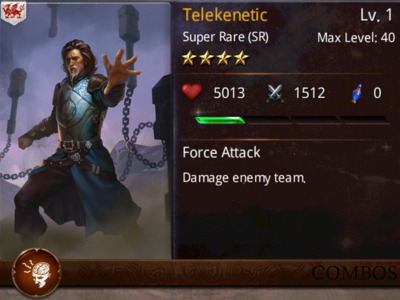 Telekenetic
Lv. 1
Super Rare (SR)
Max Level: 40
5013
1512
0
Force Attack
Damage enemy team.
COMBOS